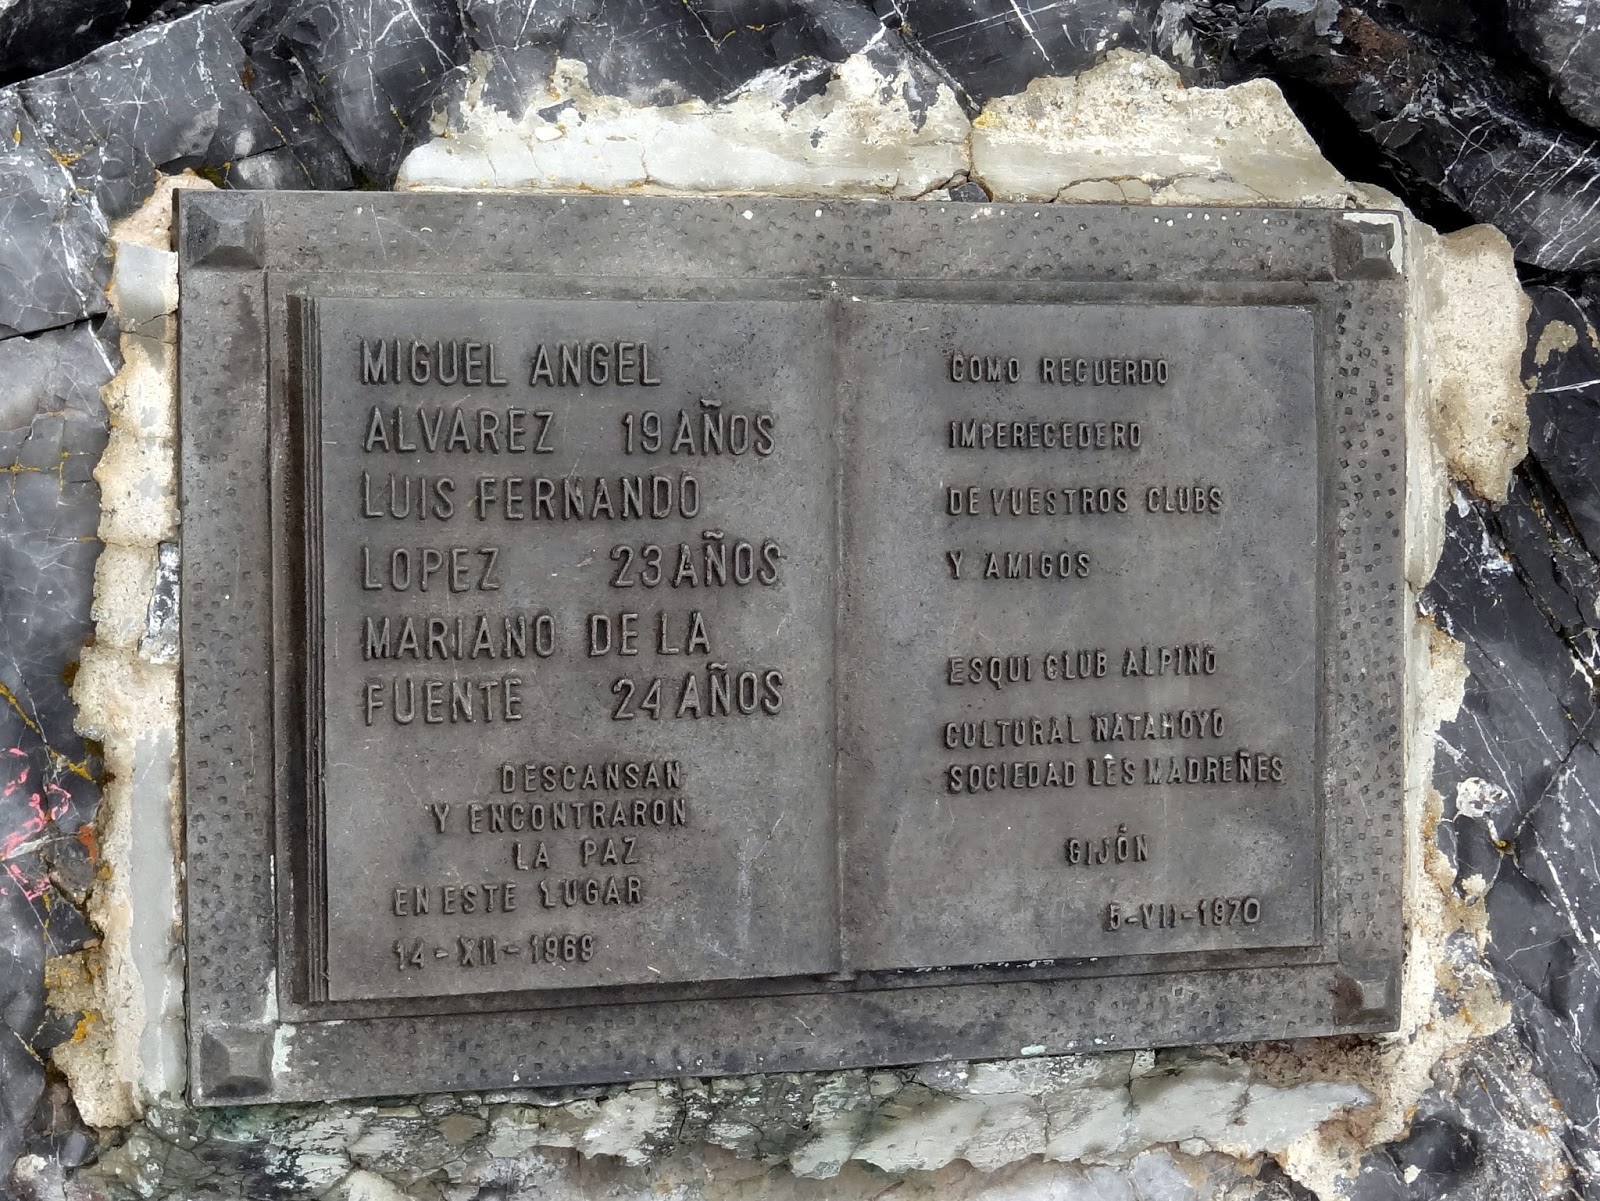 MIGUEL ANGEL
ALVAREZ 19 AÑOS
LUIS FERNANDO
LOPEZ 23 AÑOS
MARIANO DE LA
FUENTE 24 AÑOS
DESCANSAN
Y ENCONTRARON
LA PAZ
EN ESTE LUGAR
14-XII-1969
COMO RECUERDO
IMPERECEDERO
DE VUESTROS CLUBS
Y AMIGOS
ESQUI CLUB ALPINO
CULTURAL NATAHOYO
SOCIEDAD LES MADREÑES
GIJÓN
5-VII-1970